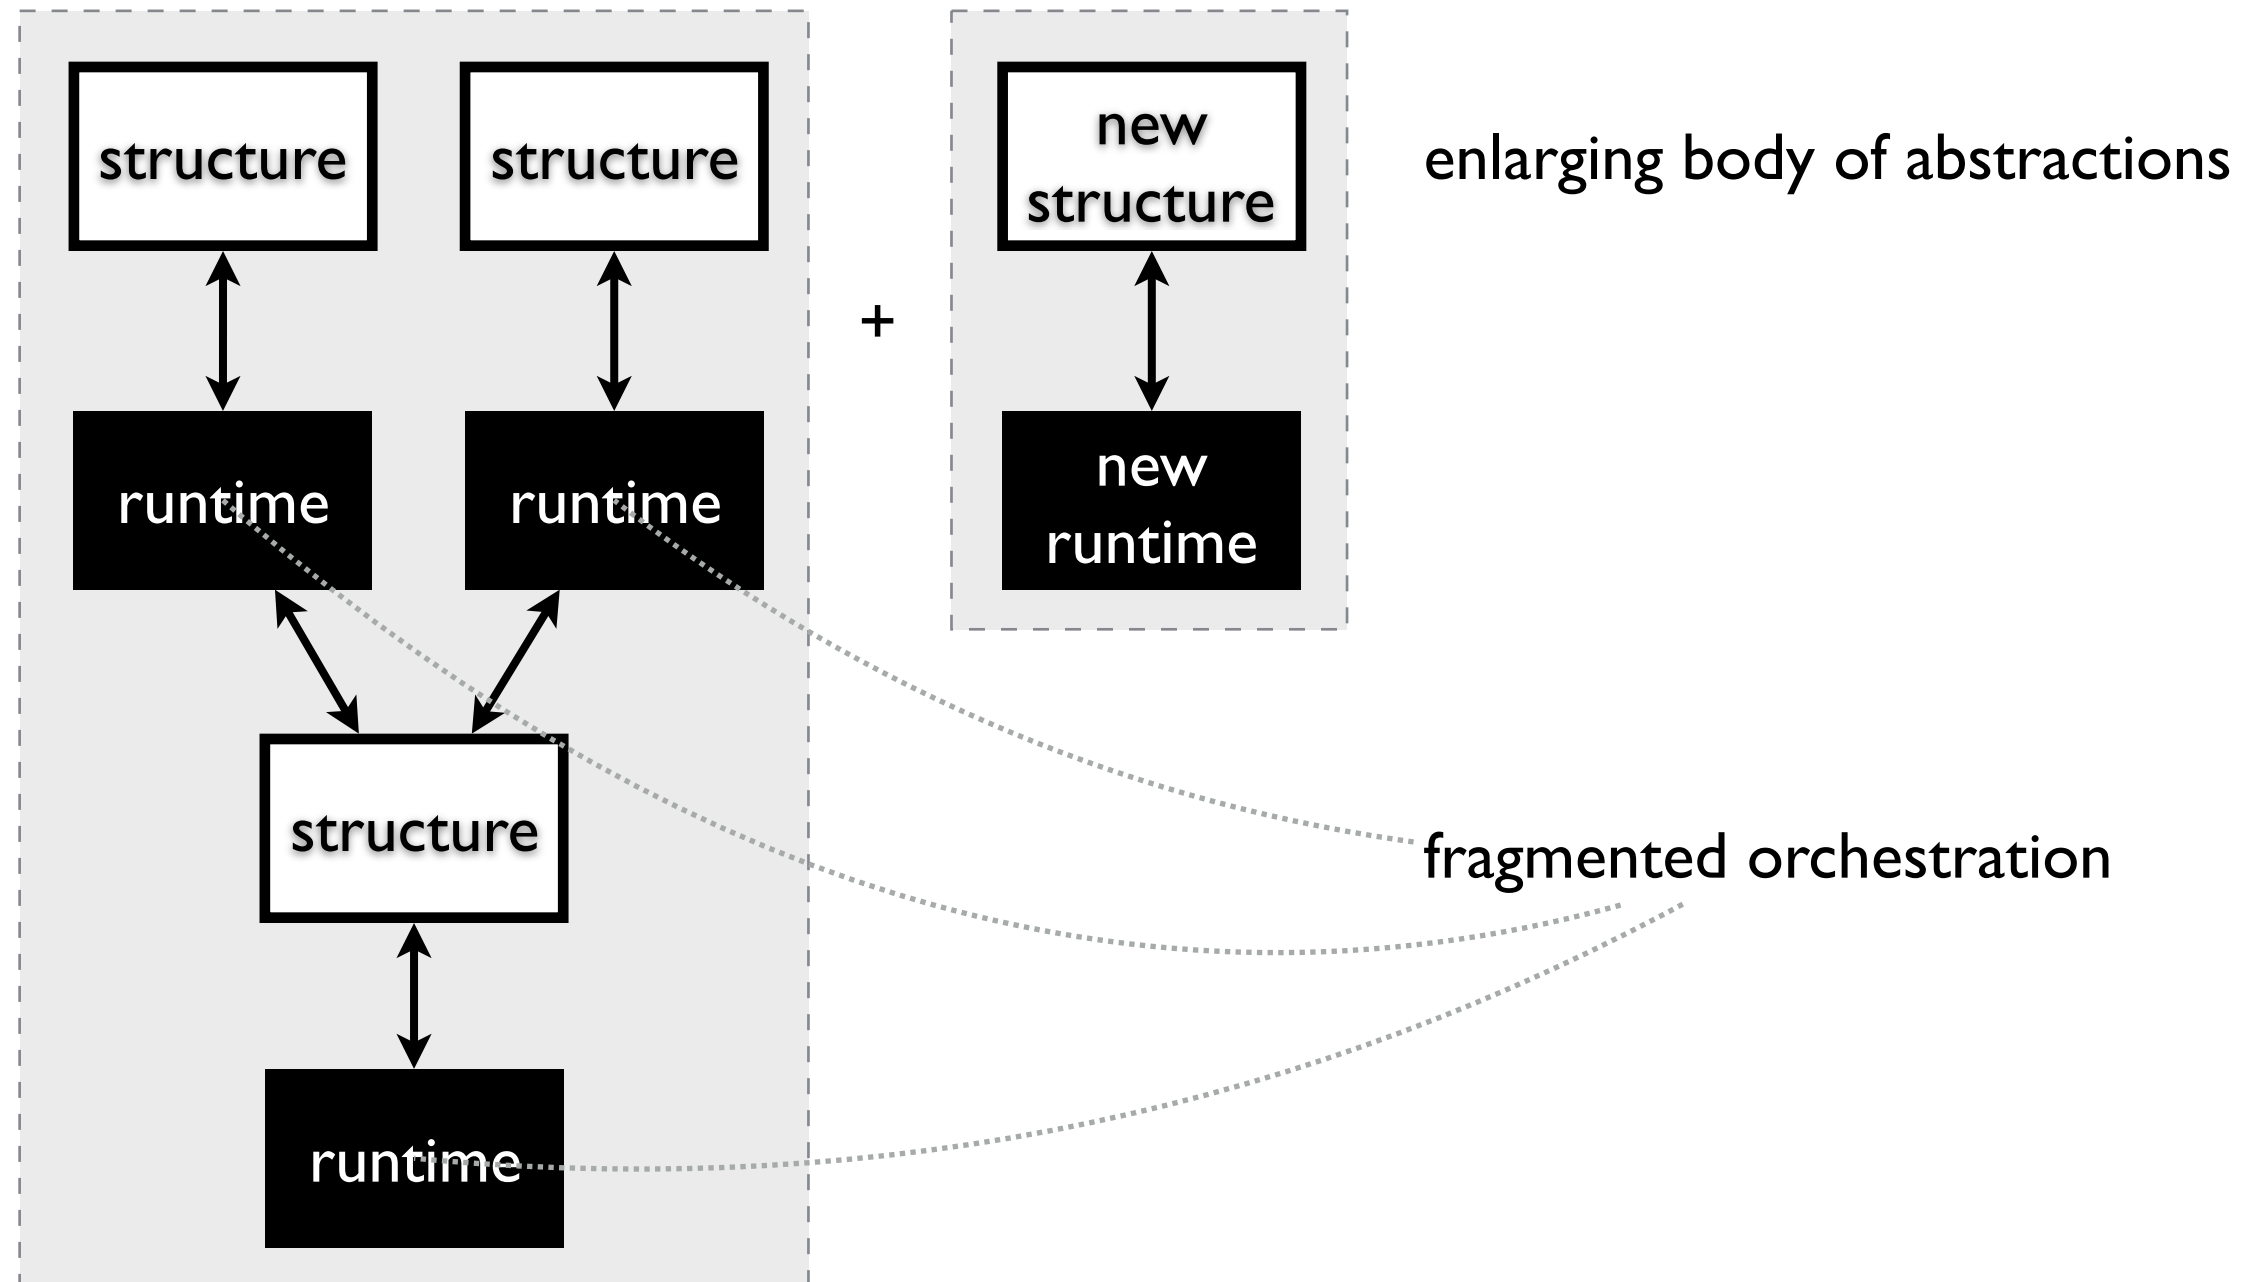 structure
structure
new
structure
enlarging body of abstractions
+
runtime
runtime
new
runtime
structure
fragmented orchestration
runtime